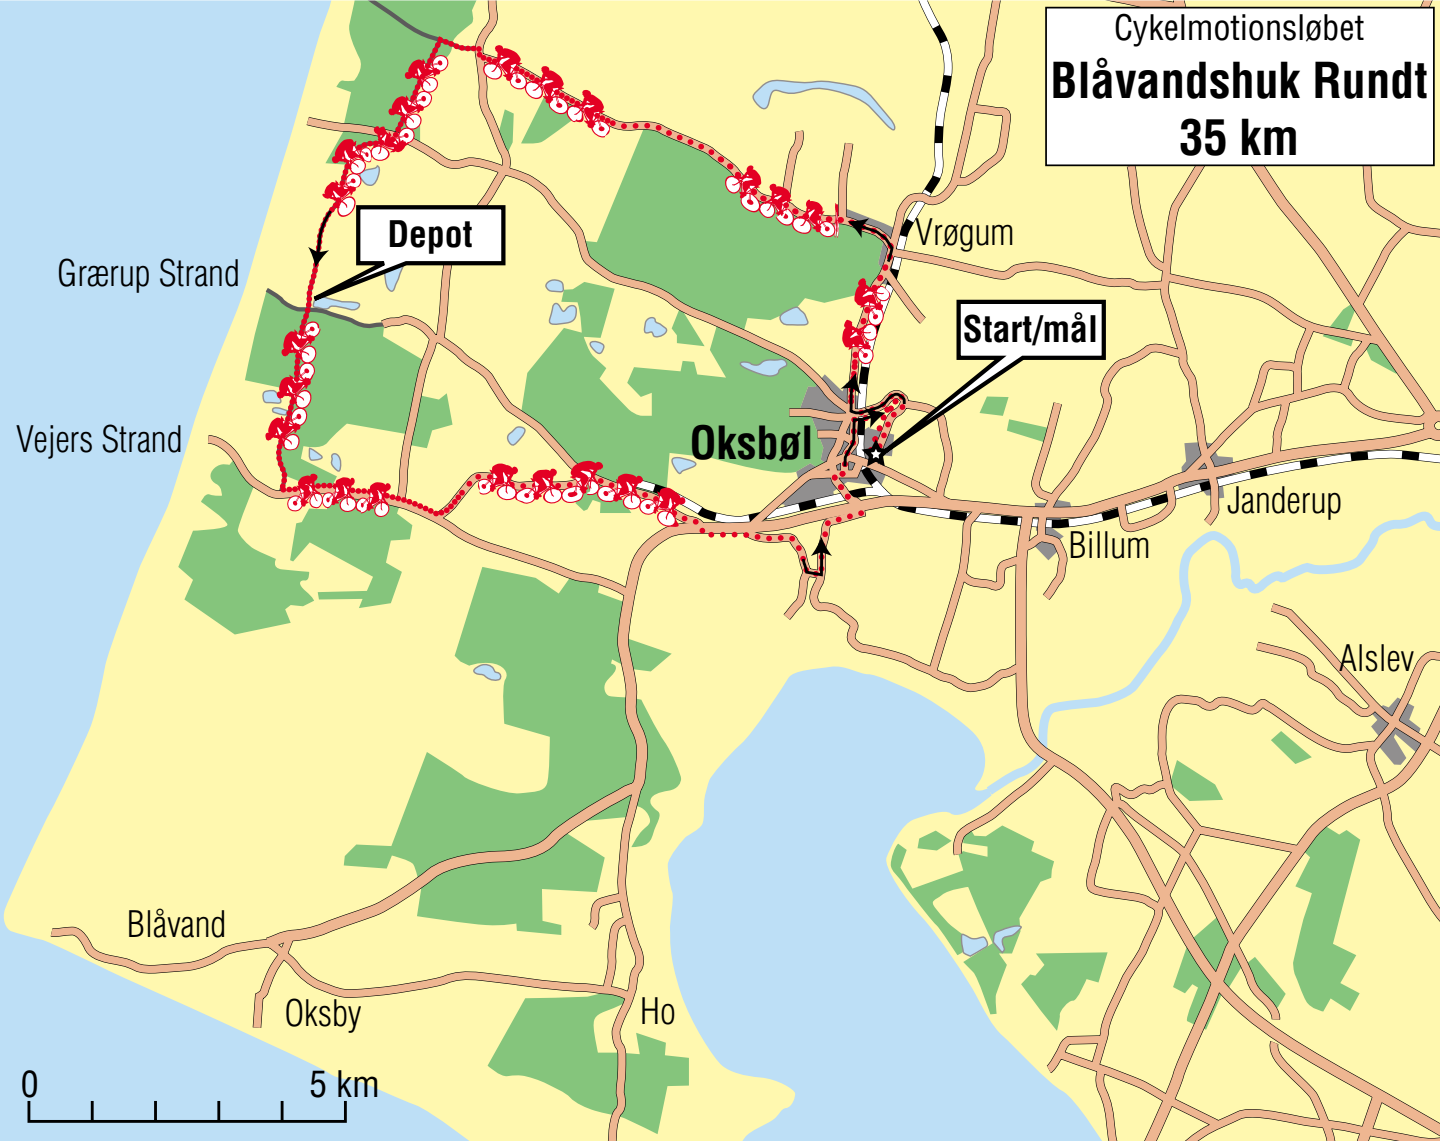 Cykelmotionsløbet
Blåvandshuk Rundt
35 km
Depot
Vrøgum
Grærup Strand
Start/mål
Vejers Strand
Oksbøl
Janderup
Billum
Alslev
Blåvand
Oksby
Ho
0 5 km